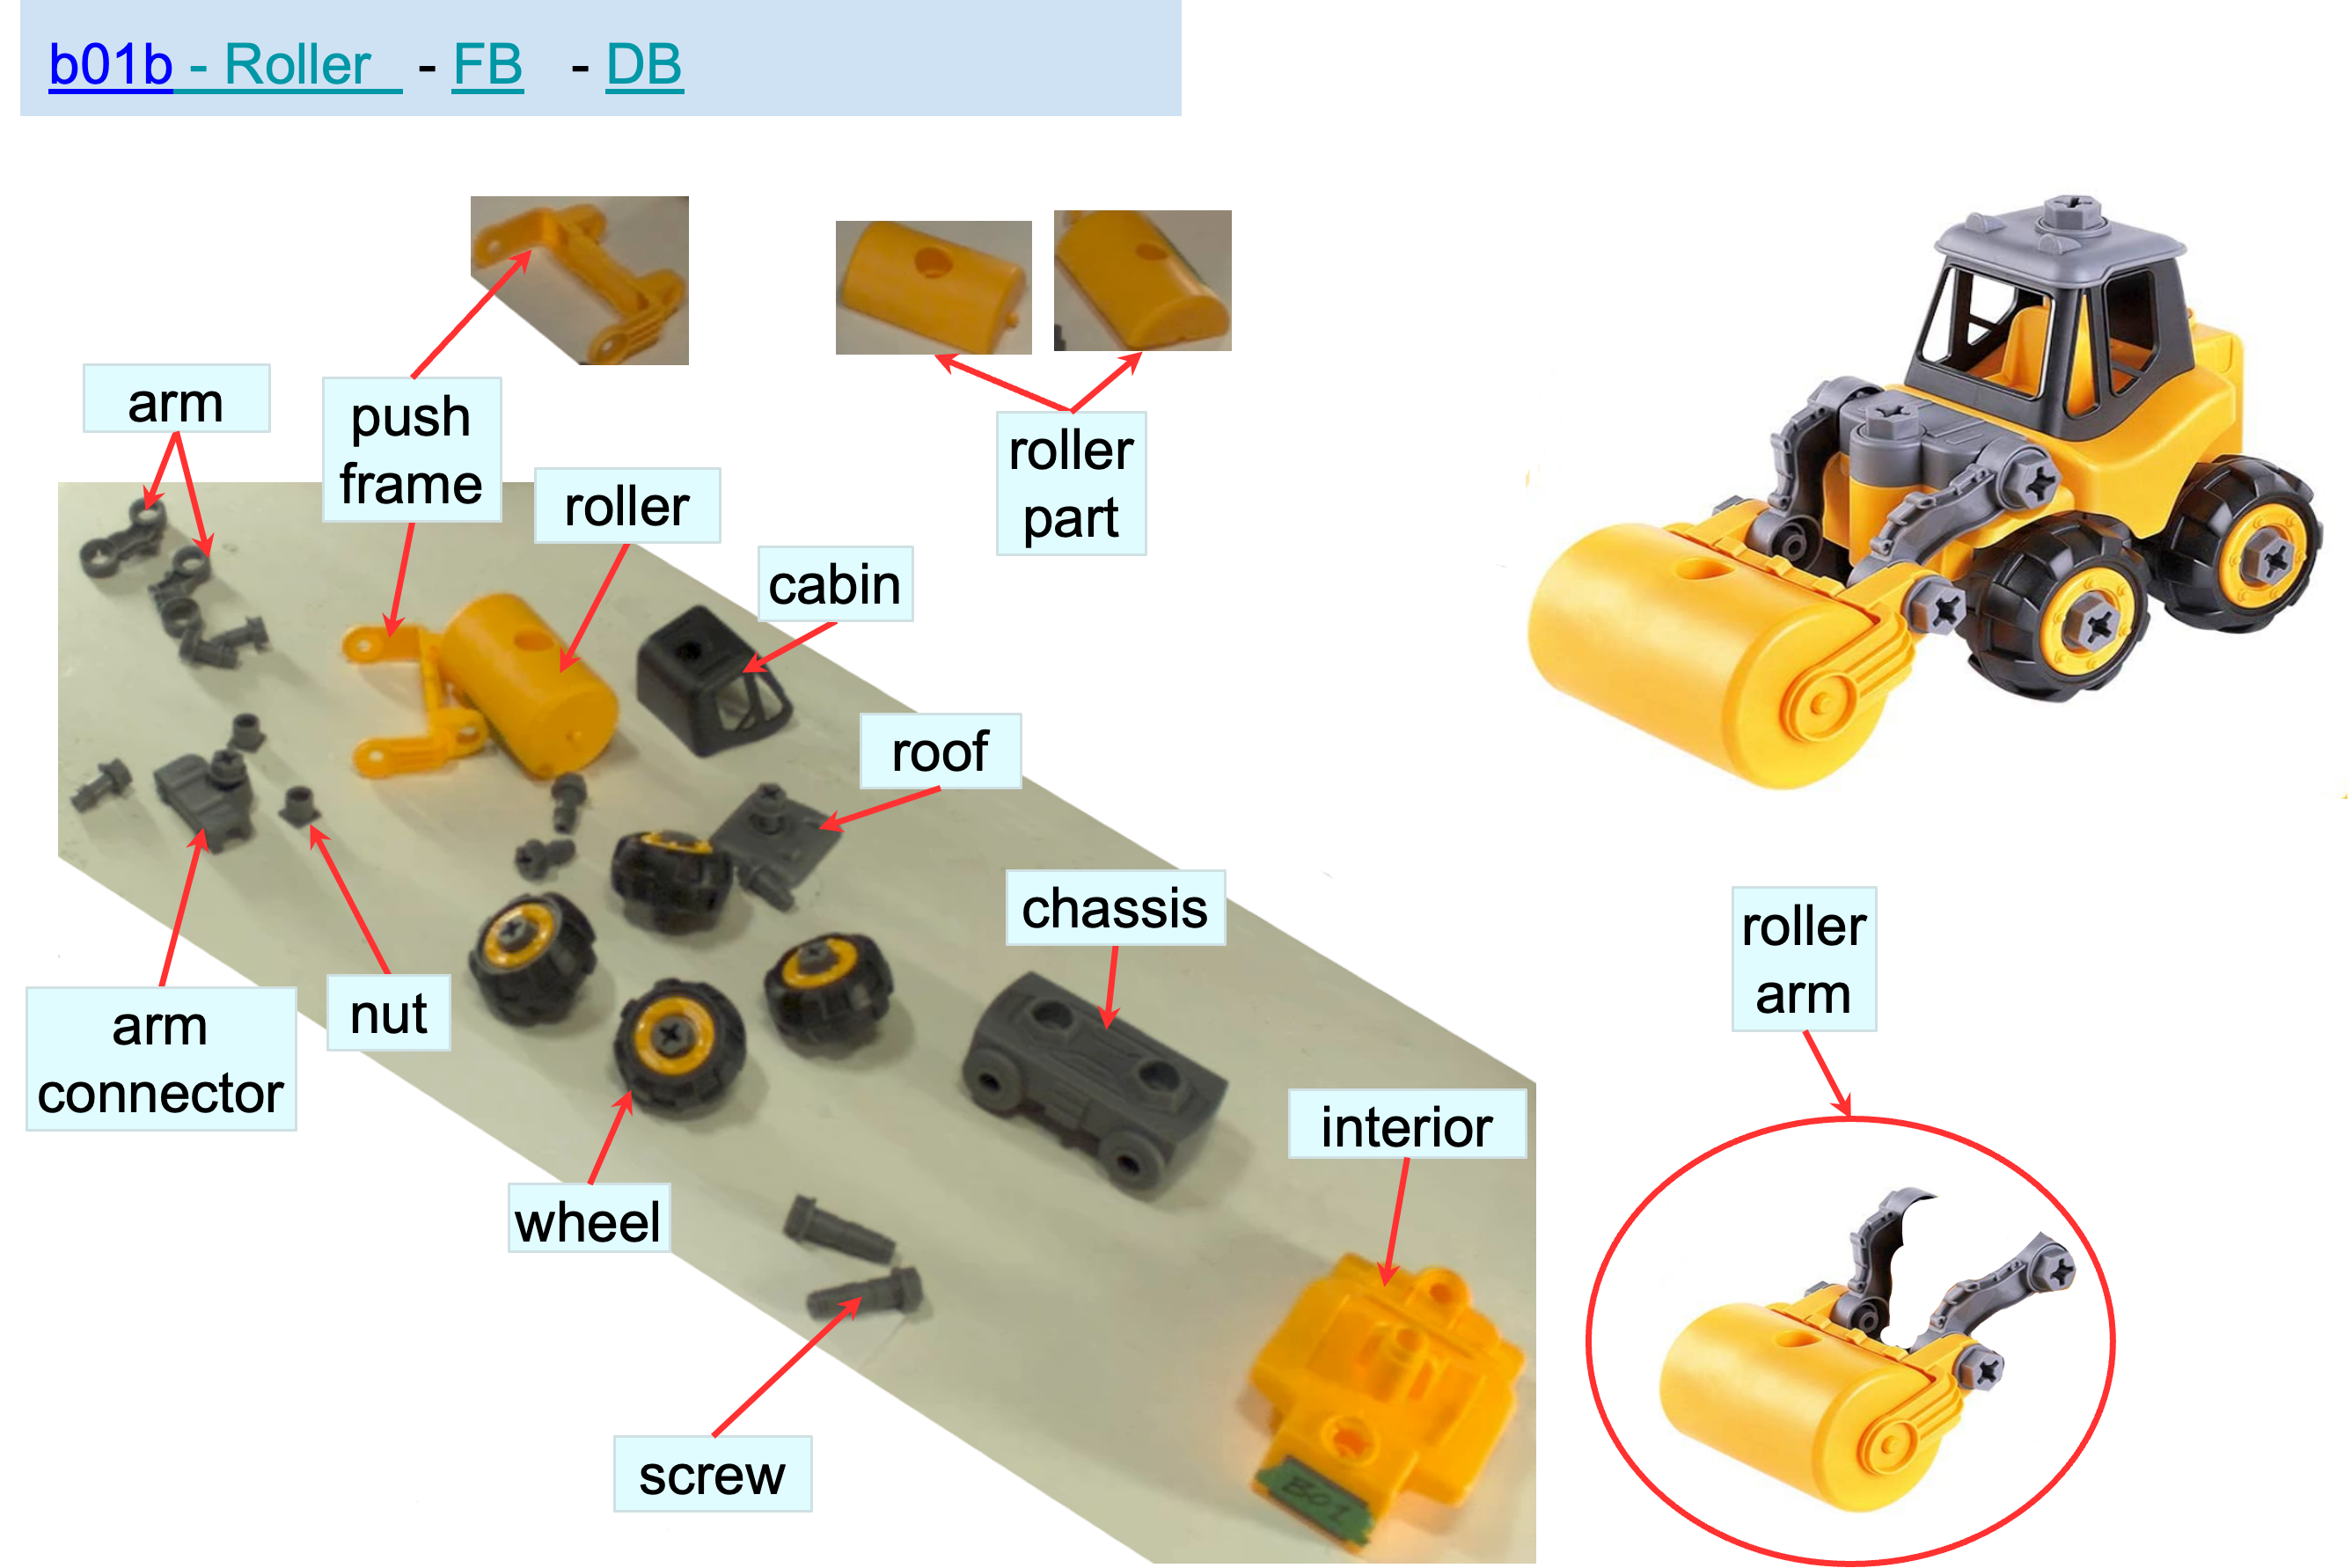 b01b - Roller - FB - DB
arm
push
frame
roller
roller
part
cabin
roof
chassis
roller
arm
arm
connector
nut
interior
wheel
screw